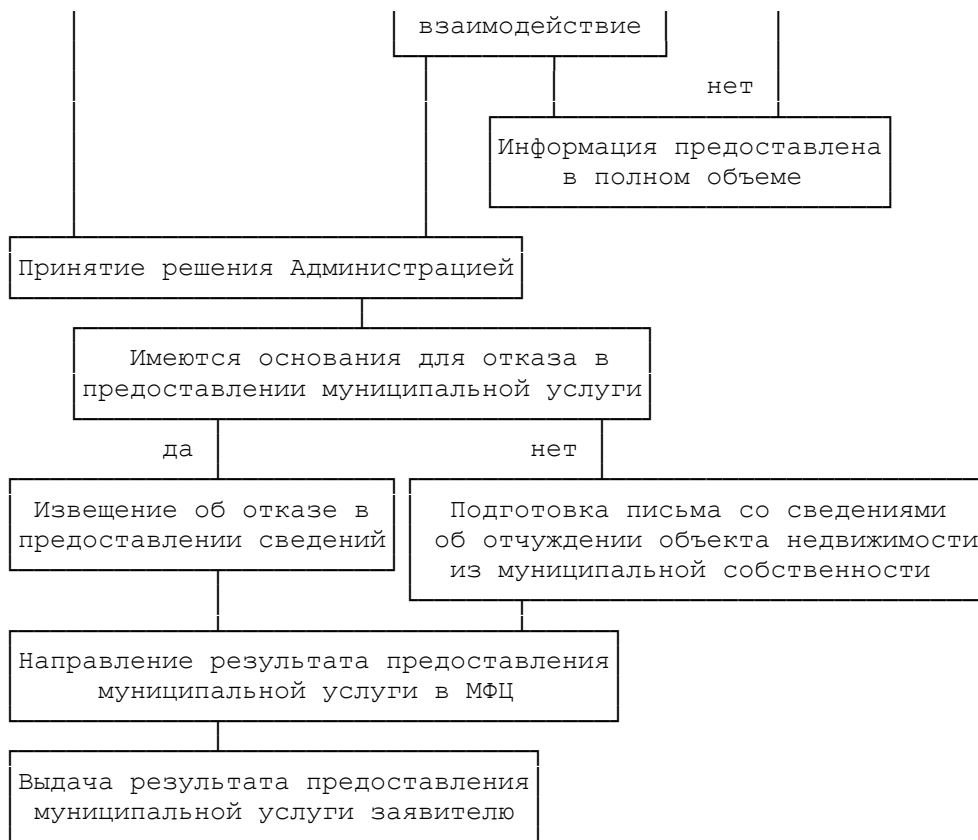 взаимодействие
нет
Информация предоставлена
в полном объеме
Принятие решения Администрацией
Имеются основания для отказа в
предоставлении муниципальной услуги
да
нет
Извещение об отказе в
предоставлении сведений
Подготовка письма со сведениями
об отчуждении объекта недвижимости
из муниципальной собственности
Направление результата предоставления
муниципальной услуги в МФЦ
Выдача результата предоставления
муниципальной услуги заявителю